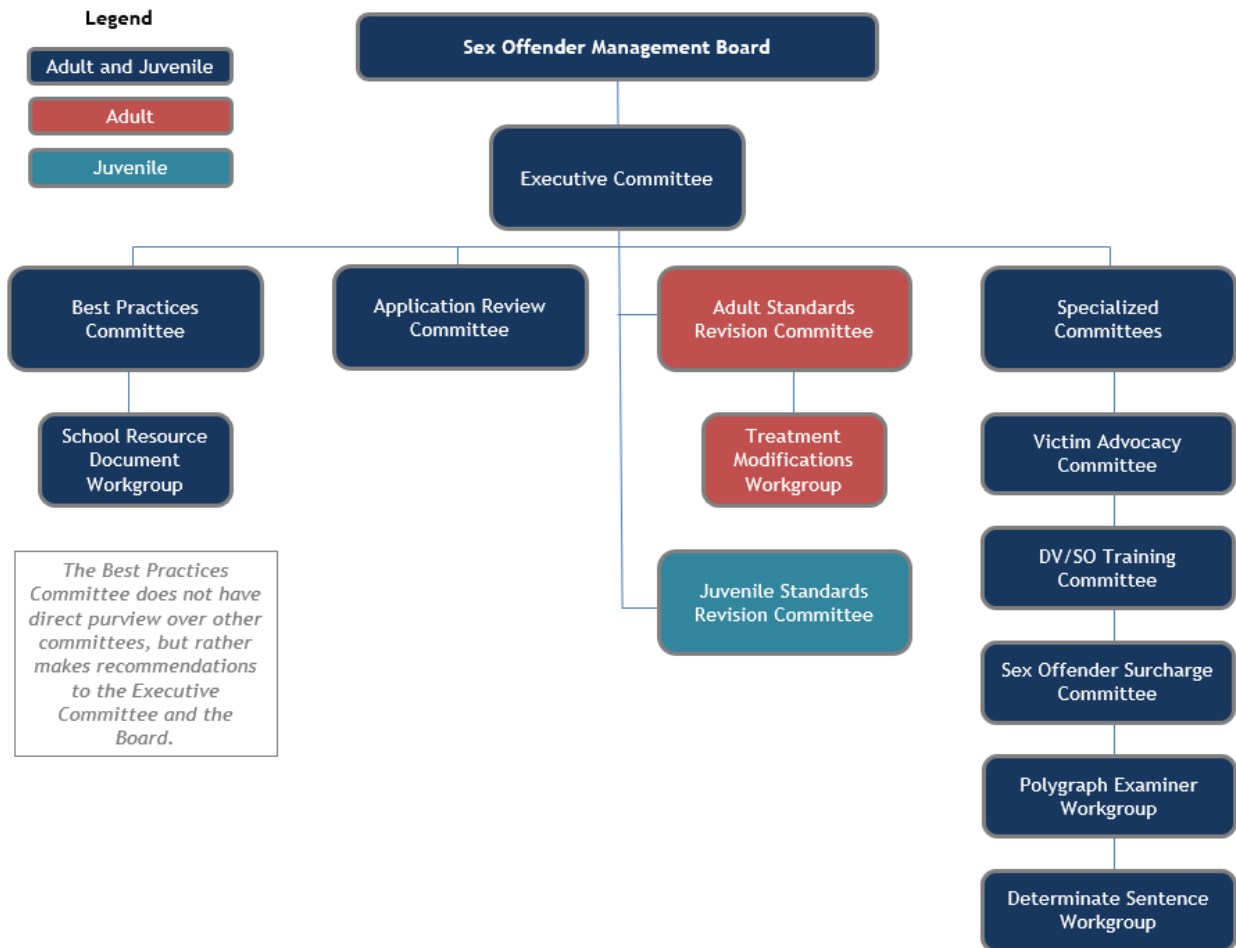 Legend
Adult and Juvenile
Adult
Juvenile
Sex Offender Management Board
Executive Committee
Best Practices
Committee
Application Review
Committee
Adult Standards
Revision Committee
Specialized
Committees
School Resource
Document
Workgroup
Treatment
Modifications
Workgroup
Victim Advocacy
Committee
The Best Practices
Committee does not have
direct purview over other
committees, but rather
makes recommendations
to the Executive
Committee and the
Board.
Juvenile Standards
Revision Committee
DV/SO Training
Committee
Sex Offender Surcharge
Committee
Polygraph Examiner
Workgroup
Determinate Sentence
Workgroup